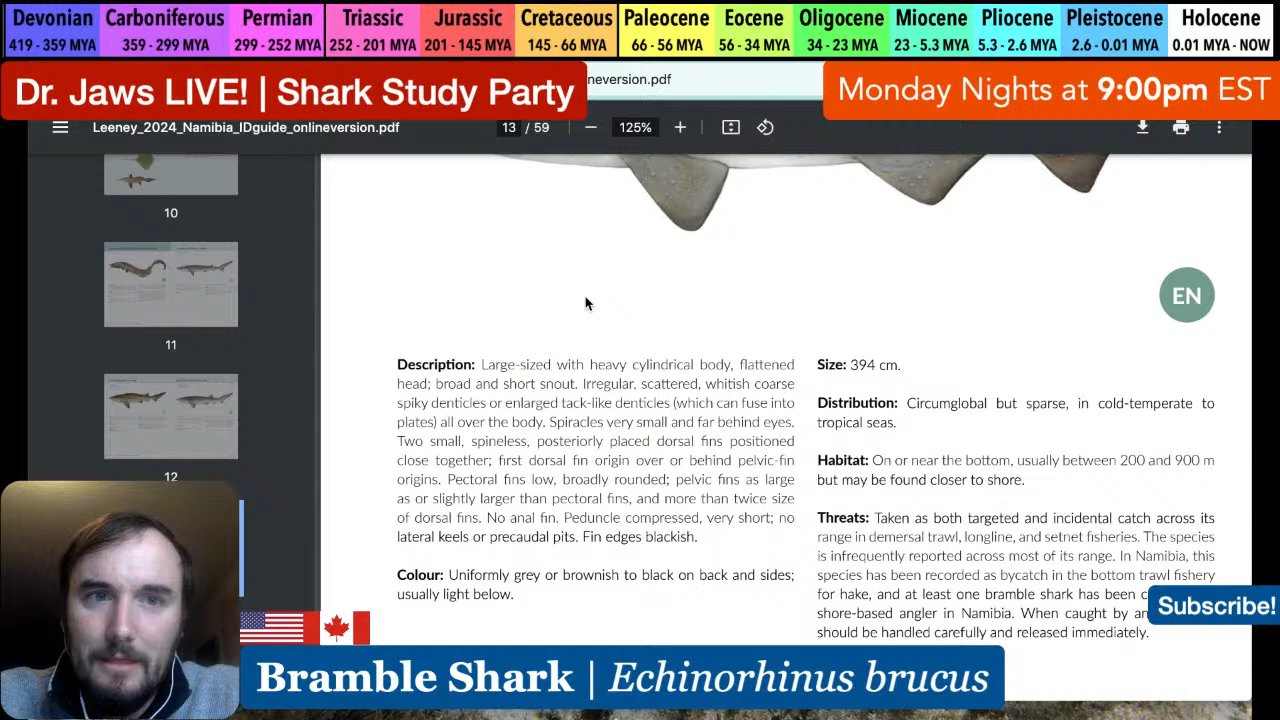 Devonian Carboniferous Permian Triassic Jurassic Cretaceous Paleocene Eocene Oligocene Miocene Pliocene Pleistocene Holocene
419 - 359 MYA 359 - 299 MYA 299 - 252 MYA 252 - 201 MYA 201 - 145 MYA 145 - 66 MYA 66 - 56 MYA 56 - 34 MYA 34 - 23 MYA 23 - 5.3 MYA 5.3 - 2.6 MYA 2.6 - 0.01 MYA 0.01 MYA - NOW
Dr. Jaws LIVE! | Shark Study Party
neversion.pdf
Monday Nights at 9:00pm EST
Leeney_2024_Namibia_IDguide_onlineversion.pdf
13 / 59
125%
10
11
12
EN
Description: Large-sized with heavy cylindrical body, flattened
head; broad and short snout. Irregular, scattered, whitish coarse
spiky denticles or enlarged tack-like denticles (which can fuse into
plates) all over the body. Spiracles very small and far behind eyes.
Two small, spineless, posteriorly placed dorsal fins positioned
close together; first dorsal fin origin over or behind pelvic-fin
origins. Pectoral fins low, broadly rounded; pelvic fins as large
as or slightly larger than pectoral fins, and more than twice size
of dorsal fins. No anal fin. Peduncle compressed, very short; no
lateral keels or precaudal pits. Fin edges blackish.
Colour: Uniformly grey or brownish to black on back and sides;
usually light below.
Size: 394 cm.
Distribution: Circumglobal but sparse, in cold-temperate to
tropical seas.
Habitat: On or near the bottom, usually between 200 and 900 m
but may be found closer to shore.
Threats: Taken as both targeted and incidental catch across its
range in demersal trawl, longline, and setnet fisheries. The species
is infrequently reported across most of its range. In Namibia, this
species has been recorded as bycatch in the bottom trawl fishery
for hake, and at least one bramble shark has been c
shore-based angler in Namibia. When caught by an
should be handled carefully and released immediately.
Subscribe!
Bramble Shark | Echinorhinus brucus